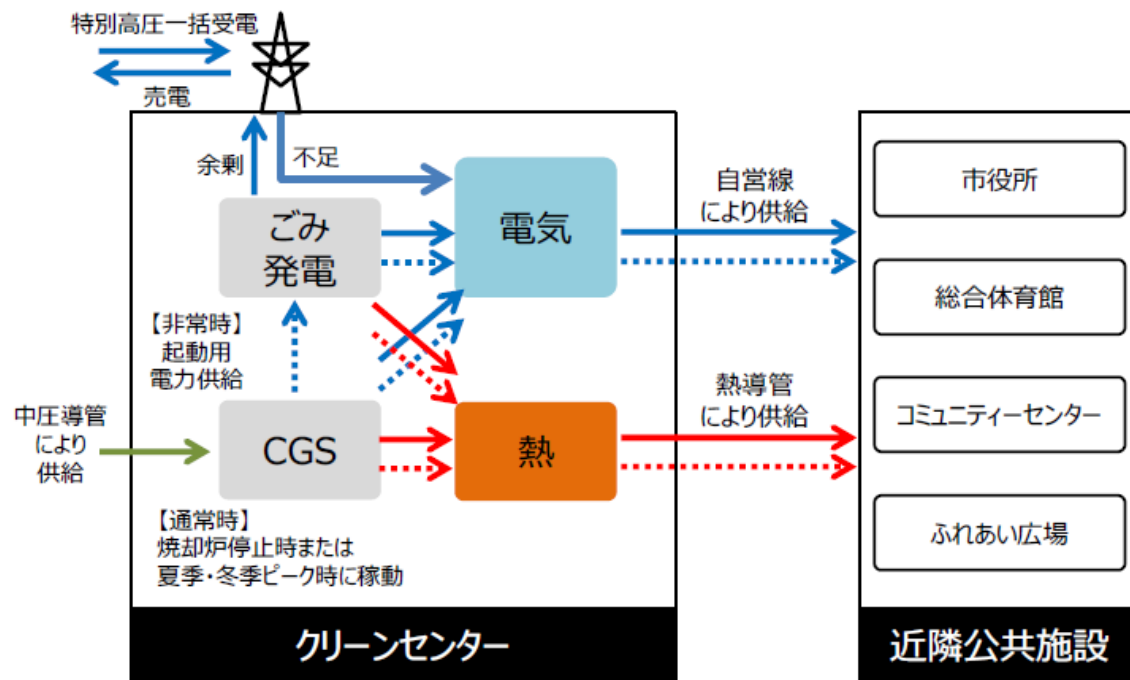 特別高圧一括受電
売電
余剰
不足
ごみ
発電
電気
自営線
により供給
【非常時】
起動用
電力供給
中圧導管
により
供給
CGS
熱
熱導管
により供給
【通常時】
焼却炉停止時または
夏季・冬季ピーク時に稼動
クリーンセンター
市役所
総合体育館
コミュニティーセンター
ふれあい広場
近隣公共施設